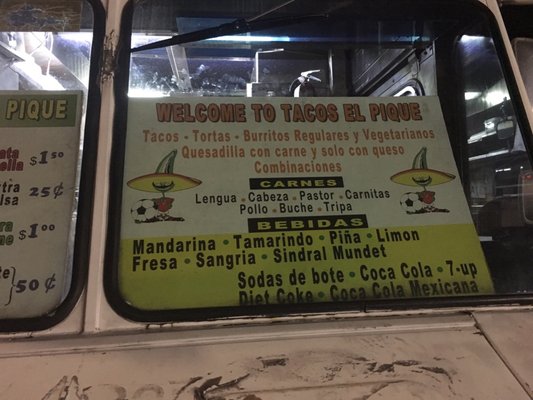 WELCOME TO TACOS EL PIQUE
Tacos • Tortas • Burritos Regulares y Vegetarianos
Quesadilla con carne y solo con queso
Combinaciones
CARNES
Lengua • Cabeza • Pastor • Carnitas
Pollo • Buche • Tripa
BEBIDAS
Mandarina • Tamarindo • Piña • Limon
Fresa • Sangria • Sindral Mundet
Sodas de bote • Coca Cola • 7-up
Diet Coke • Coca Cola Mexicana
PIQUE
$1.50
25¢
$1.00
50¢